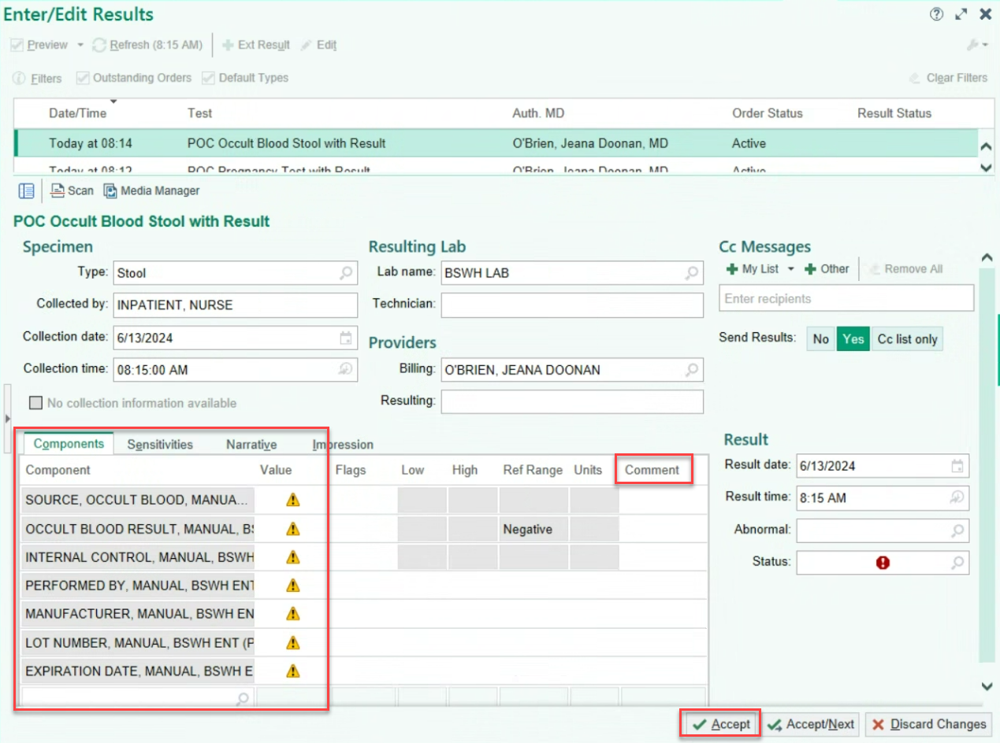 Enter/Edit Results
Preview Refresh (8:15 AM) Ext Result Edit
Filters Outstanding Orders Default Types Clear Filters
Date/Time Test Auth. MD Order Status Result Status
Today at 08:14 POC Occult Blood Stool with Result O'Brien, Jeana Doonan, MD Active
Today at 08:12 POC Pregnancy Test with Result O'Brien, Jeana Doonan, MD Active
Scan Media Manager
POC Occult Blood Stool with Result
Specimen Resulting Lab Cc Messages
Type: Stool Lab name: BSWH LAB My List Other Remove All
Collected by: INPATIENT, NURSE Technician: Enter recipients
Collection date: 6/13/2024 Providers Send Results: No Yes Cc list only
Collection time: 08:15:00 AM Billing: O'BRIEN, JEANA DOONAN
No collection information available Resulting:
Components Sensitivities Narrative Impression Result
Component Value Flags Low High Ref Range Units Comment Result date: 6/13/2024
SOURCE, OCCULT BLOOD, MANUA... Result time: 8:15 AM
OCCULT BLOOD RESULT, MANUAL, BS Negative Abnormal:
INTERNAL CONTROL, MANUAL, BSWH Status:
PERFORMED BY, MANUAL, BSWH ENT
MANUFACTURER, MANUAL, BSWH EN
LOT NUMBER, MANUAL, BSWH ENT (P
EXPIRATION DATE, MANUAL, BSWH E
Accept Accept/Next Discard Changes